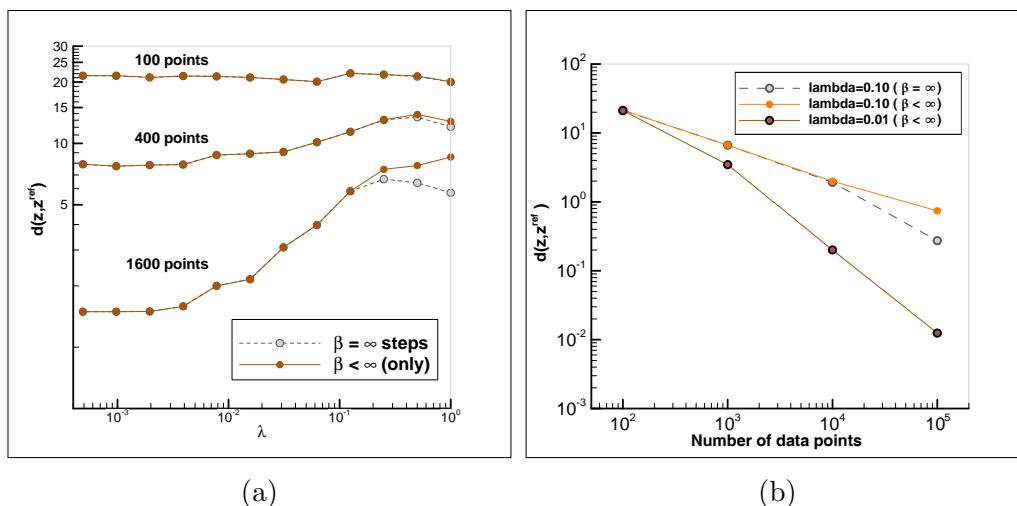 30
25
20
15
10
5
d(z,z^ref)
100 points
400 points
1600 points
β = ∞ steps
β < ∞ (only)
10^-3
10^-2
10^-1
10^0
λ
(a)
10^2
10^1
10^0
10^-1
10^-2
10^-3
d(z,z^ref)
lambda=0.10 ( β = ∞)
lambda=0.10 ( β < ∞)
lambda=0.01 ( β < ∞)
10^2
10^3
10^4
10^5
Number of data points
(b)